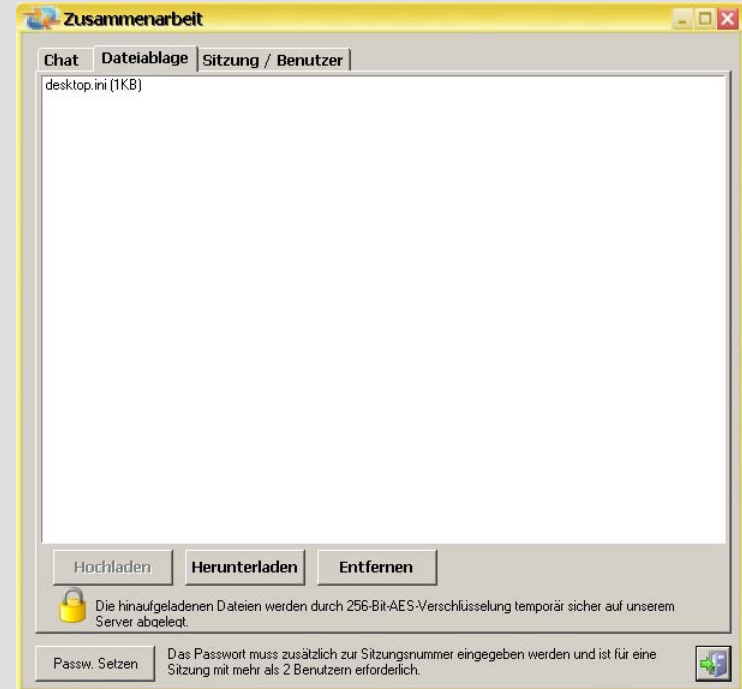 Zusammenarbeit
Chat Dateiablage Sitzung / Benutzer
desktop.ini (1KB)
Hochladen Herunterladen Entfernen
Die hinaufgeladenen Dateien werden durch 256-Bit-AES-Verschlüsselung temporär sicher auf unserem
Server abgelegt.
Passw. Setzen
Das Passwort muss zusätzlich zur Sitzungsnummer eingegeben werden und ist für eine
Sitzung mit mehr als 2 Benutzern erforderlich.